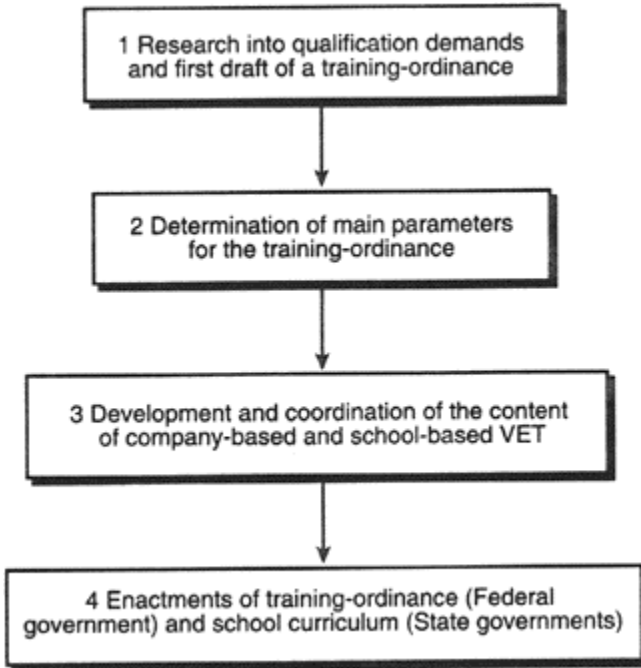 1 Research into qualification demands
and first draft of a training-ordinance
2 Determination of main parameters
for the training-ordinance
3 Development and coordination of the content
of company-based and school-based VET
4 Enactments of training-ordinance (Federal
government) and school curriculum (State governments)